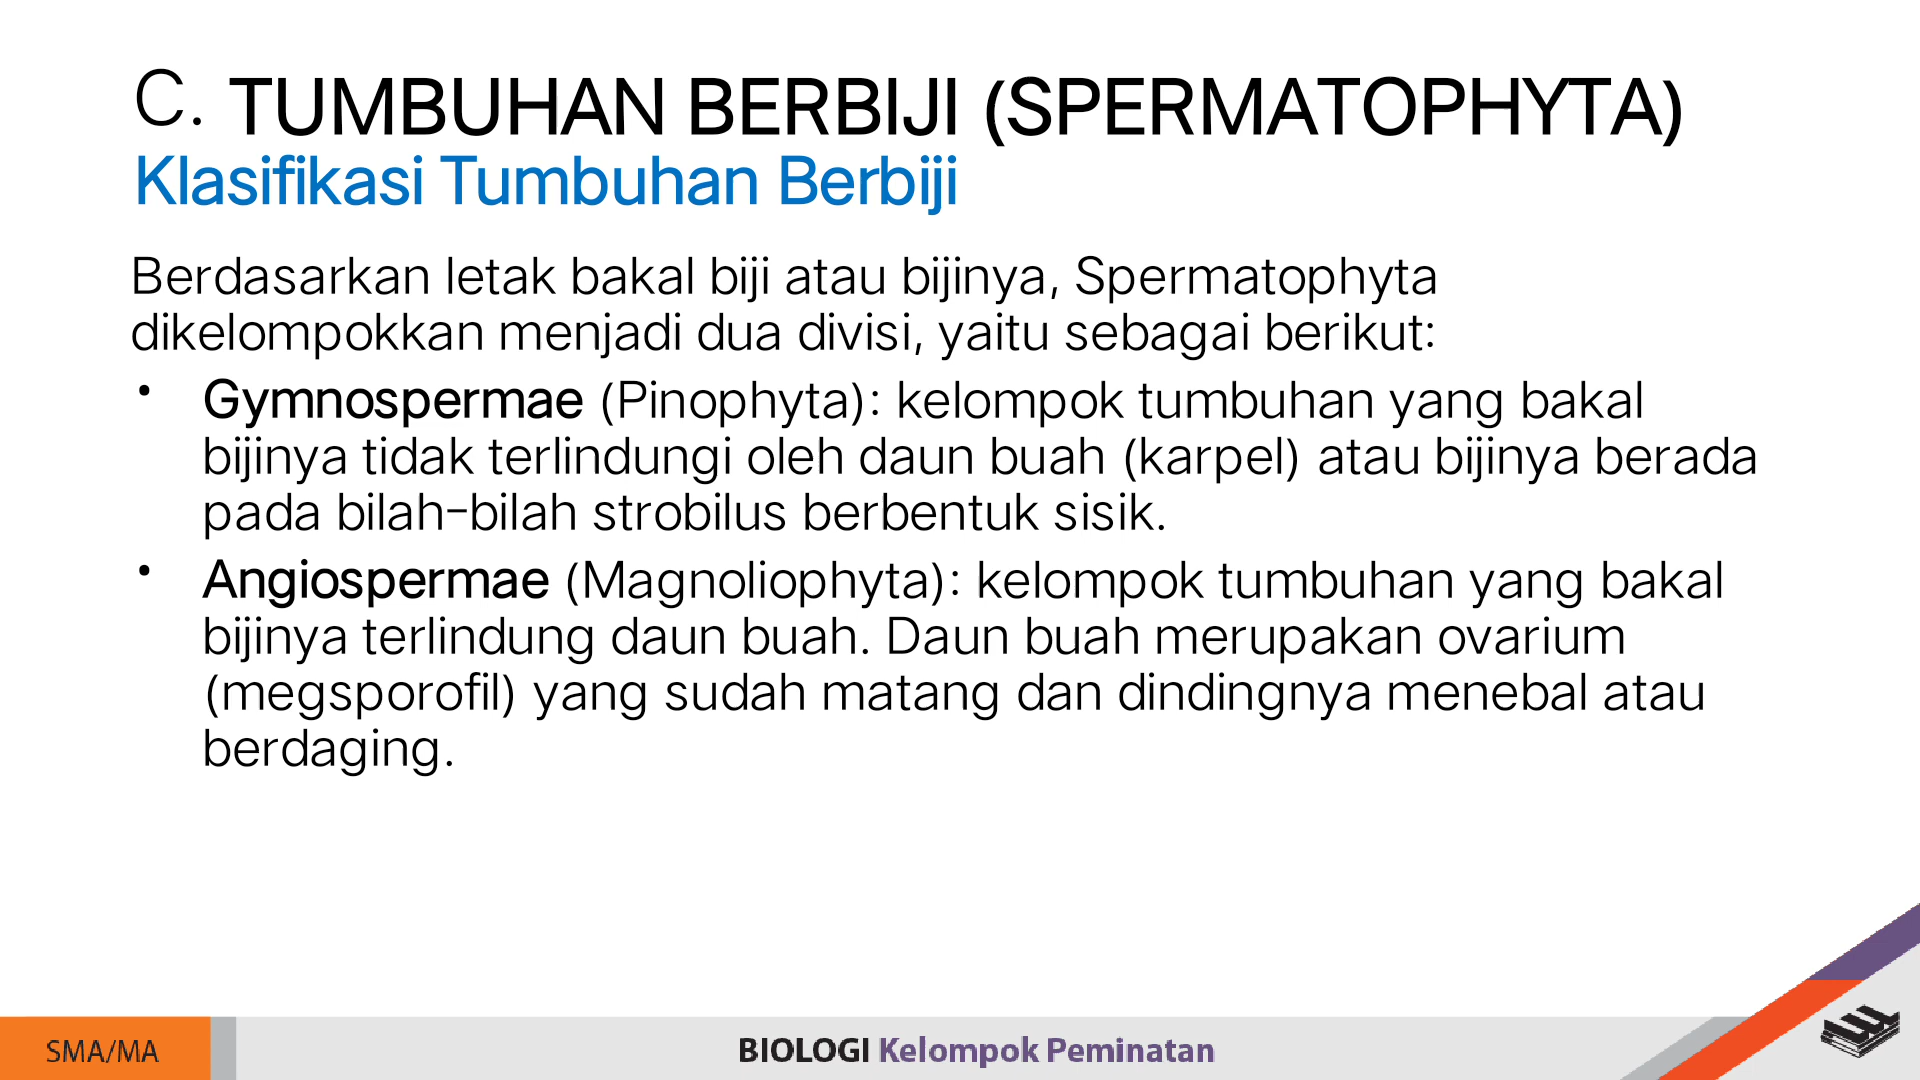 C. TUMBUHAN BERBIJI (SPERMATOPHYTA)
Klasifikasi Tumbuhan Berbiji
Berdasarkan letak bakal biji atau bijinya, Spermatophyta
dikelompokkan menjadi dua divisi, yaitu sebagai berikut:
• Gymnospermae (Pinophyta): kelompok tumbuhan yang bakal
bijinya tidak terlindungi oleh daun buah (karpel) atau bijinya berada
pada bilah-bilah strobilus berbentuk sisik.
• Angiospermae (Magnoliophyta): kelompok tumbuhan yang bakal
bijinya terlindung daun buah. Daun buah merupakan ovarium
(megsporofil) yang sudah matang dan dindingnya menebal atau
berdaging.
SMA/MA
BIOLOGI Kelompok Peminatan